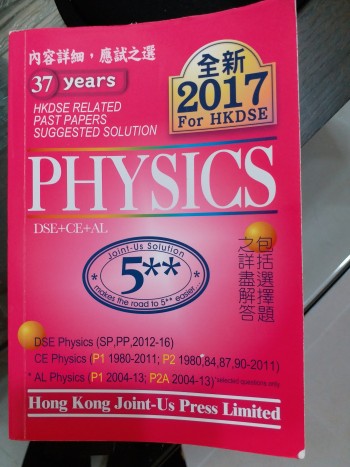 內容詳細，應試之選
37 years
HKDSE RELATED
PAST PAPERS
SUGGESTED SOLUTION
全新
2017
For HKDSE
PHYSICS
DSE+CE+AL
Joint-Us Solution
* 5** *
makes the road to 5** easier...
包括選擇題
之詳盡解答
DSE Physics (SP,PP,2012-16)
CE Physics (P1 1980-2011; P2 1980,84,87,90-2011)
* AL Physics (P1 2004-13; P2A 2004-13) *selected questions only
Hong Kong Joint-Us Press Limited